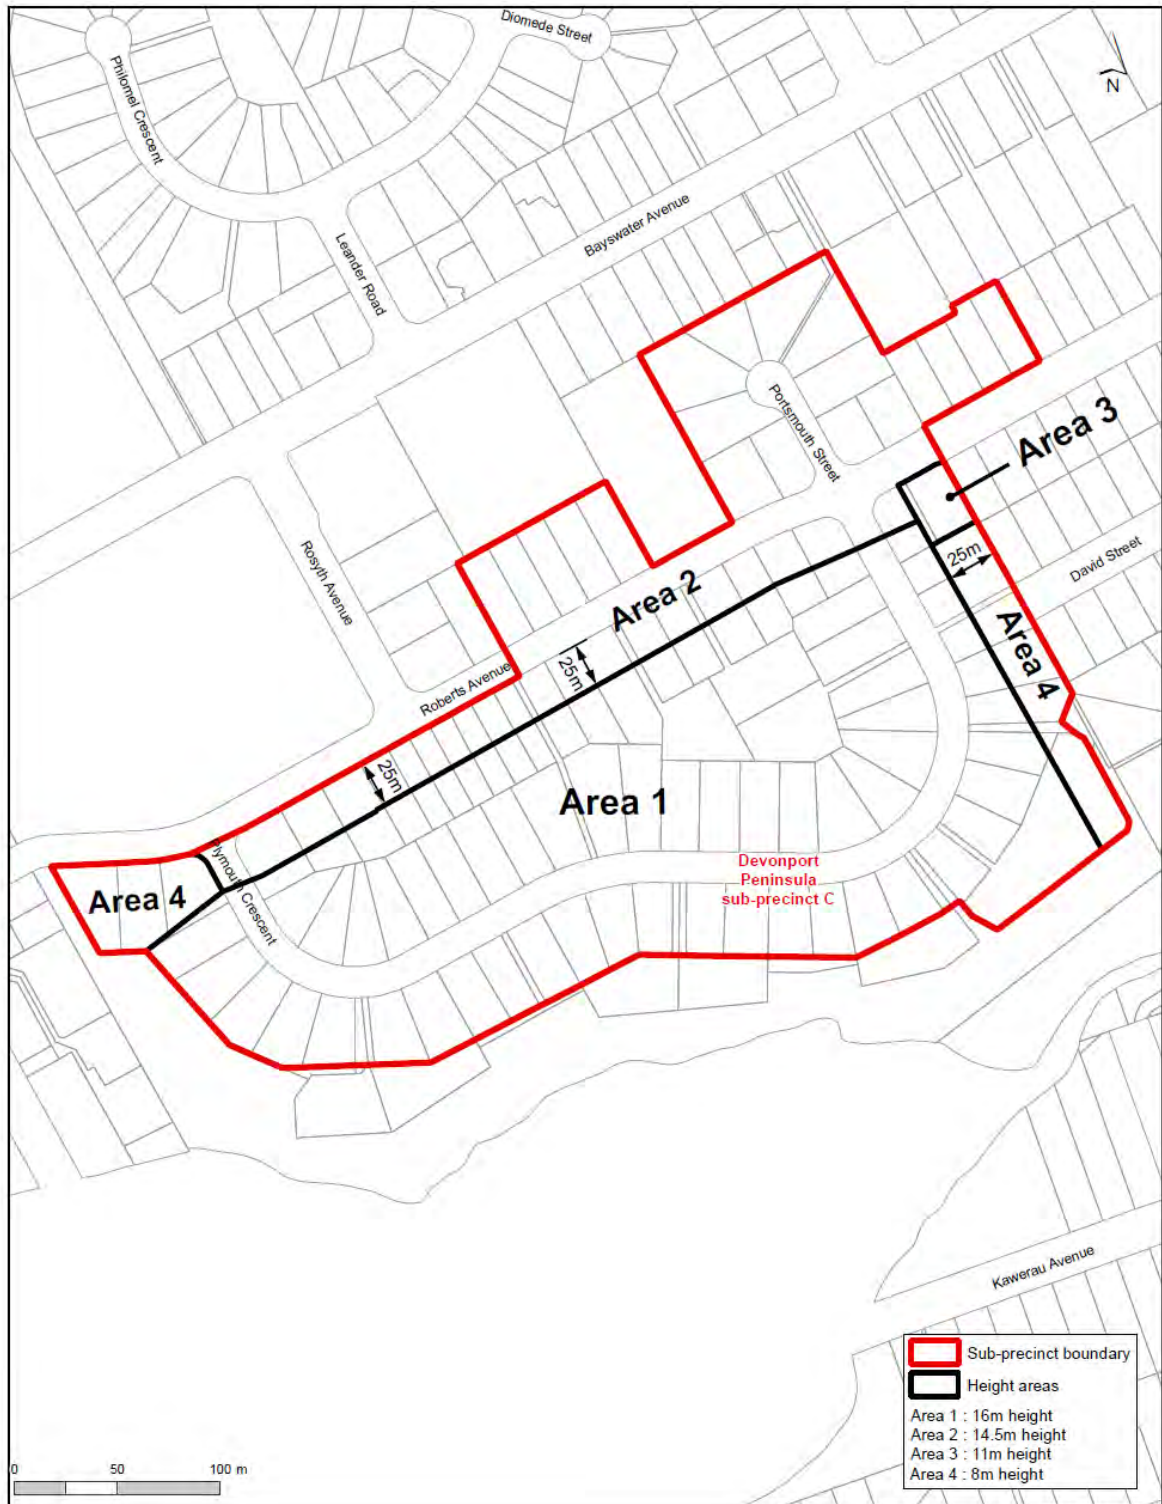 Diomede Street
Philomel Crescent
N
Bayswater Avenue
Leander Road
Portsmouth Street
Area 3
Rosyth Avenue
25m
David Street
Area 2
Area 4
25m
Roberts Avenue
25m
Area 1
Plymouth Crescent
Devonport
Peninsula
sub-precinct C
Area 4
Kawerau Avenue
Sub-precinct boundary
Height areas
Area 1 : 16m height
Area 2 : 14.5m height
Area 3 : 11m height
Area 4 : 8m height
0 50 100 m